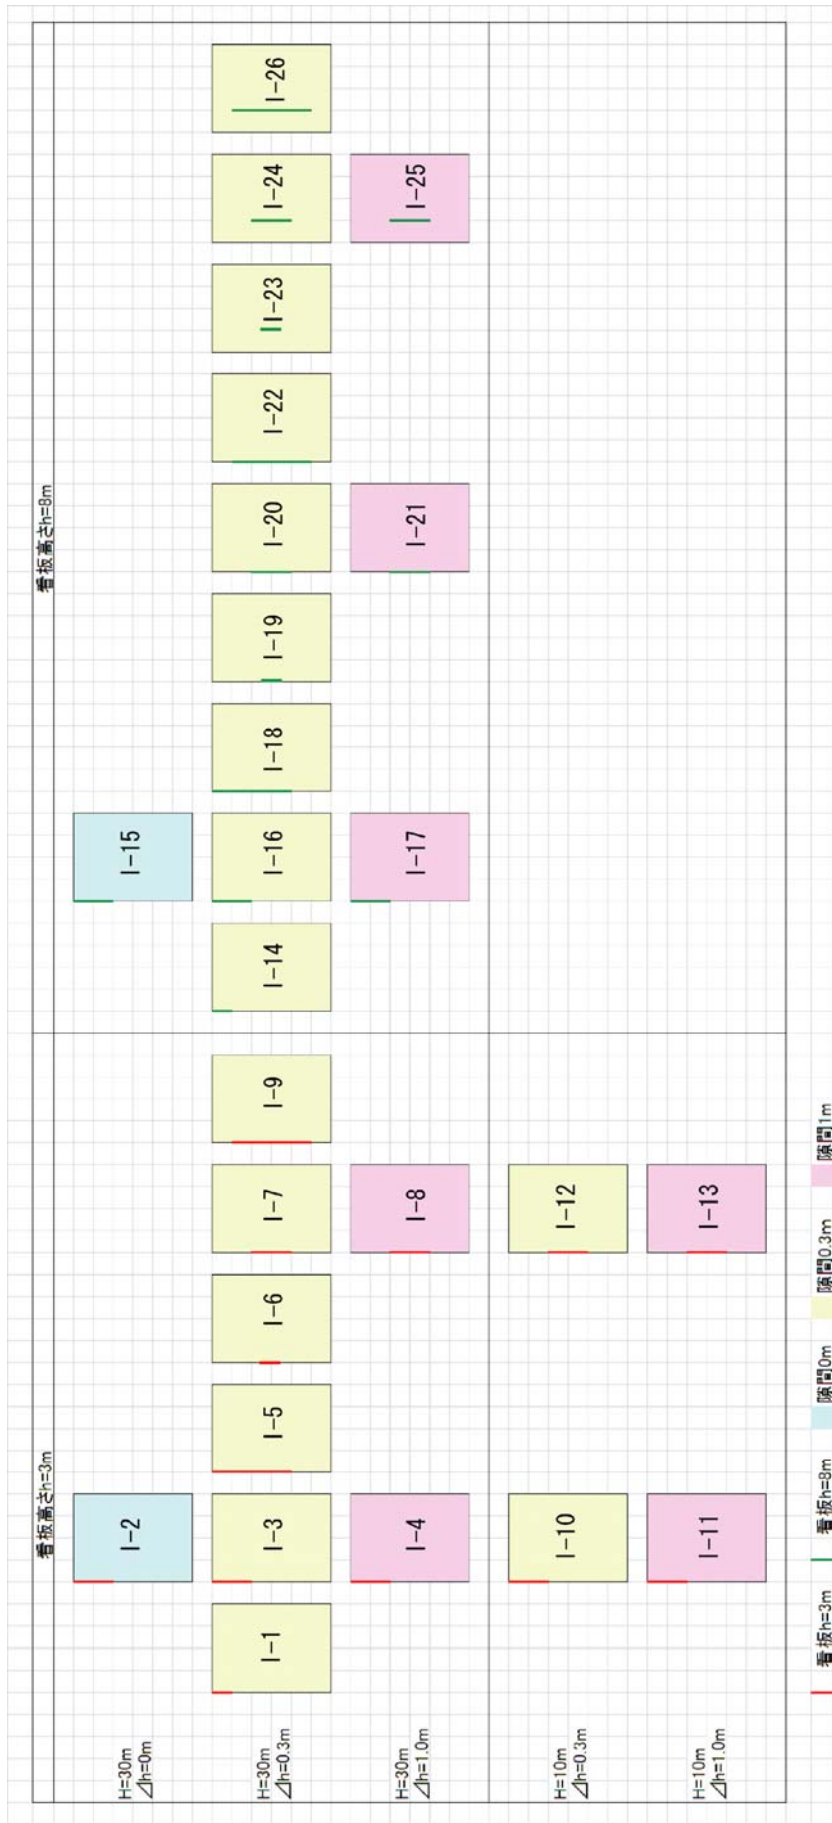 看板高さh=3m
看板高さh=8m
H=30m
⊿h=0m
I-2
I-15
H=30m
⊿h=0.3m
I-1
I-3
I-5
I-6
I-7
I-9
I-14
I-16
I-18
I-19
I-20
I-22
I-23
I-24
I-26
H=30m
⊿h=1.0m
I-4
I-8
I-17
I-21
I-25
H=10m
⊿h=0.3m
I-10
I-12
H=10m
⊿h=1.0m
I-11
I-13
看板h=3m
看板h=8m
隙間0m
隙間0.3m
隙間1m